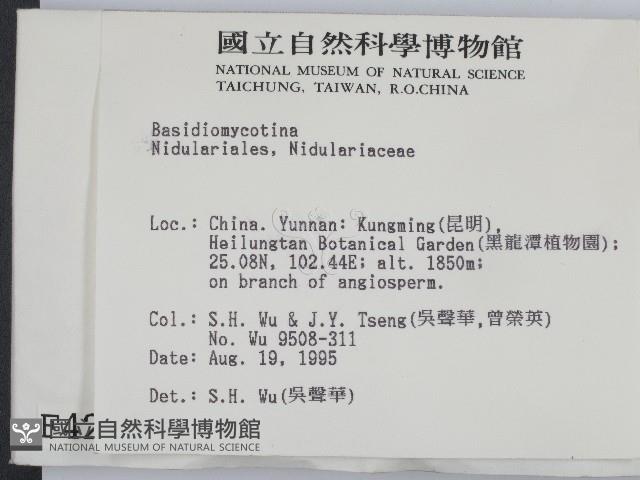 國立自然科學博物館
NATIONAL MUSEUM OF NATURAL SCIENCE
TAICHUNG, TAIWAN, R.O.CHINA
Basidiomycotina
Nidulariales, Nidulariaceae
Loc.: China. Yunnan: Kungming(昆明),
Heilungtan Botanical Garden(黑龍潭植物園);
25.08N, 102.44E; alt. 1850m;
on branch of angiosperm.
Col.: S.H. Wu & J.Y. Tseng(吳聲華,曾榮英)
No. Wu 9508-311
Date: Aug. 19, 1995
Det.: S.H. Wu(吳聲華)
國立自然科學博物館
NATIONAL MUSEUM OF NATURAL SCIENCE